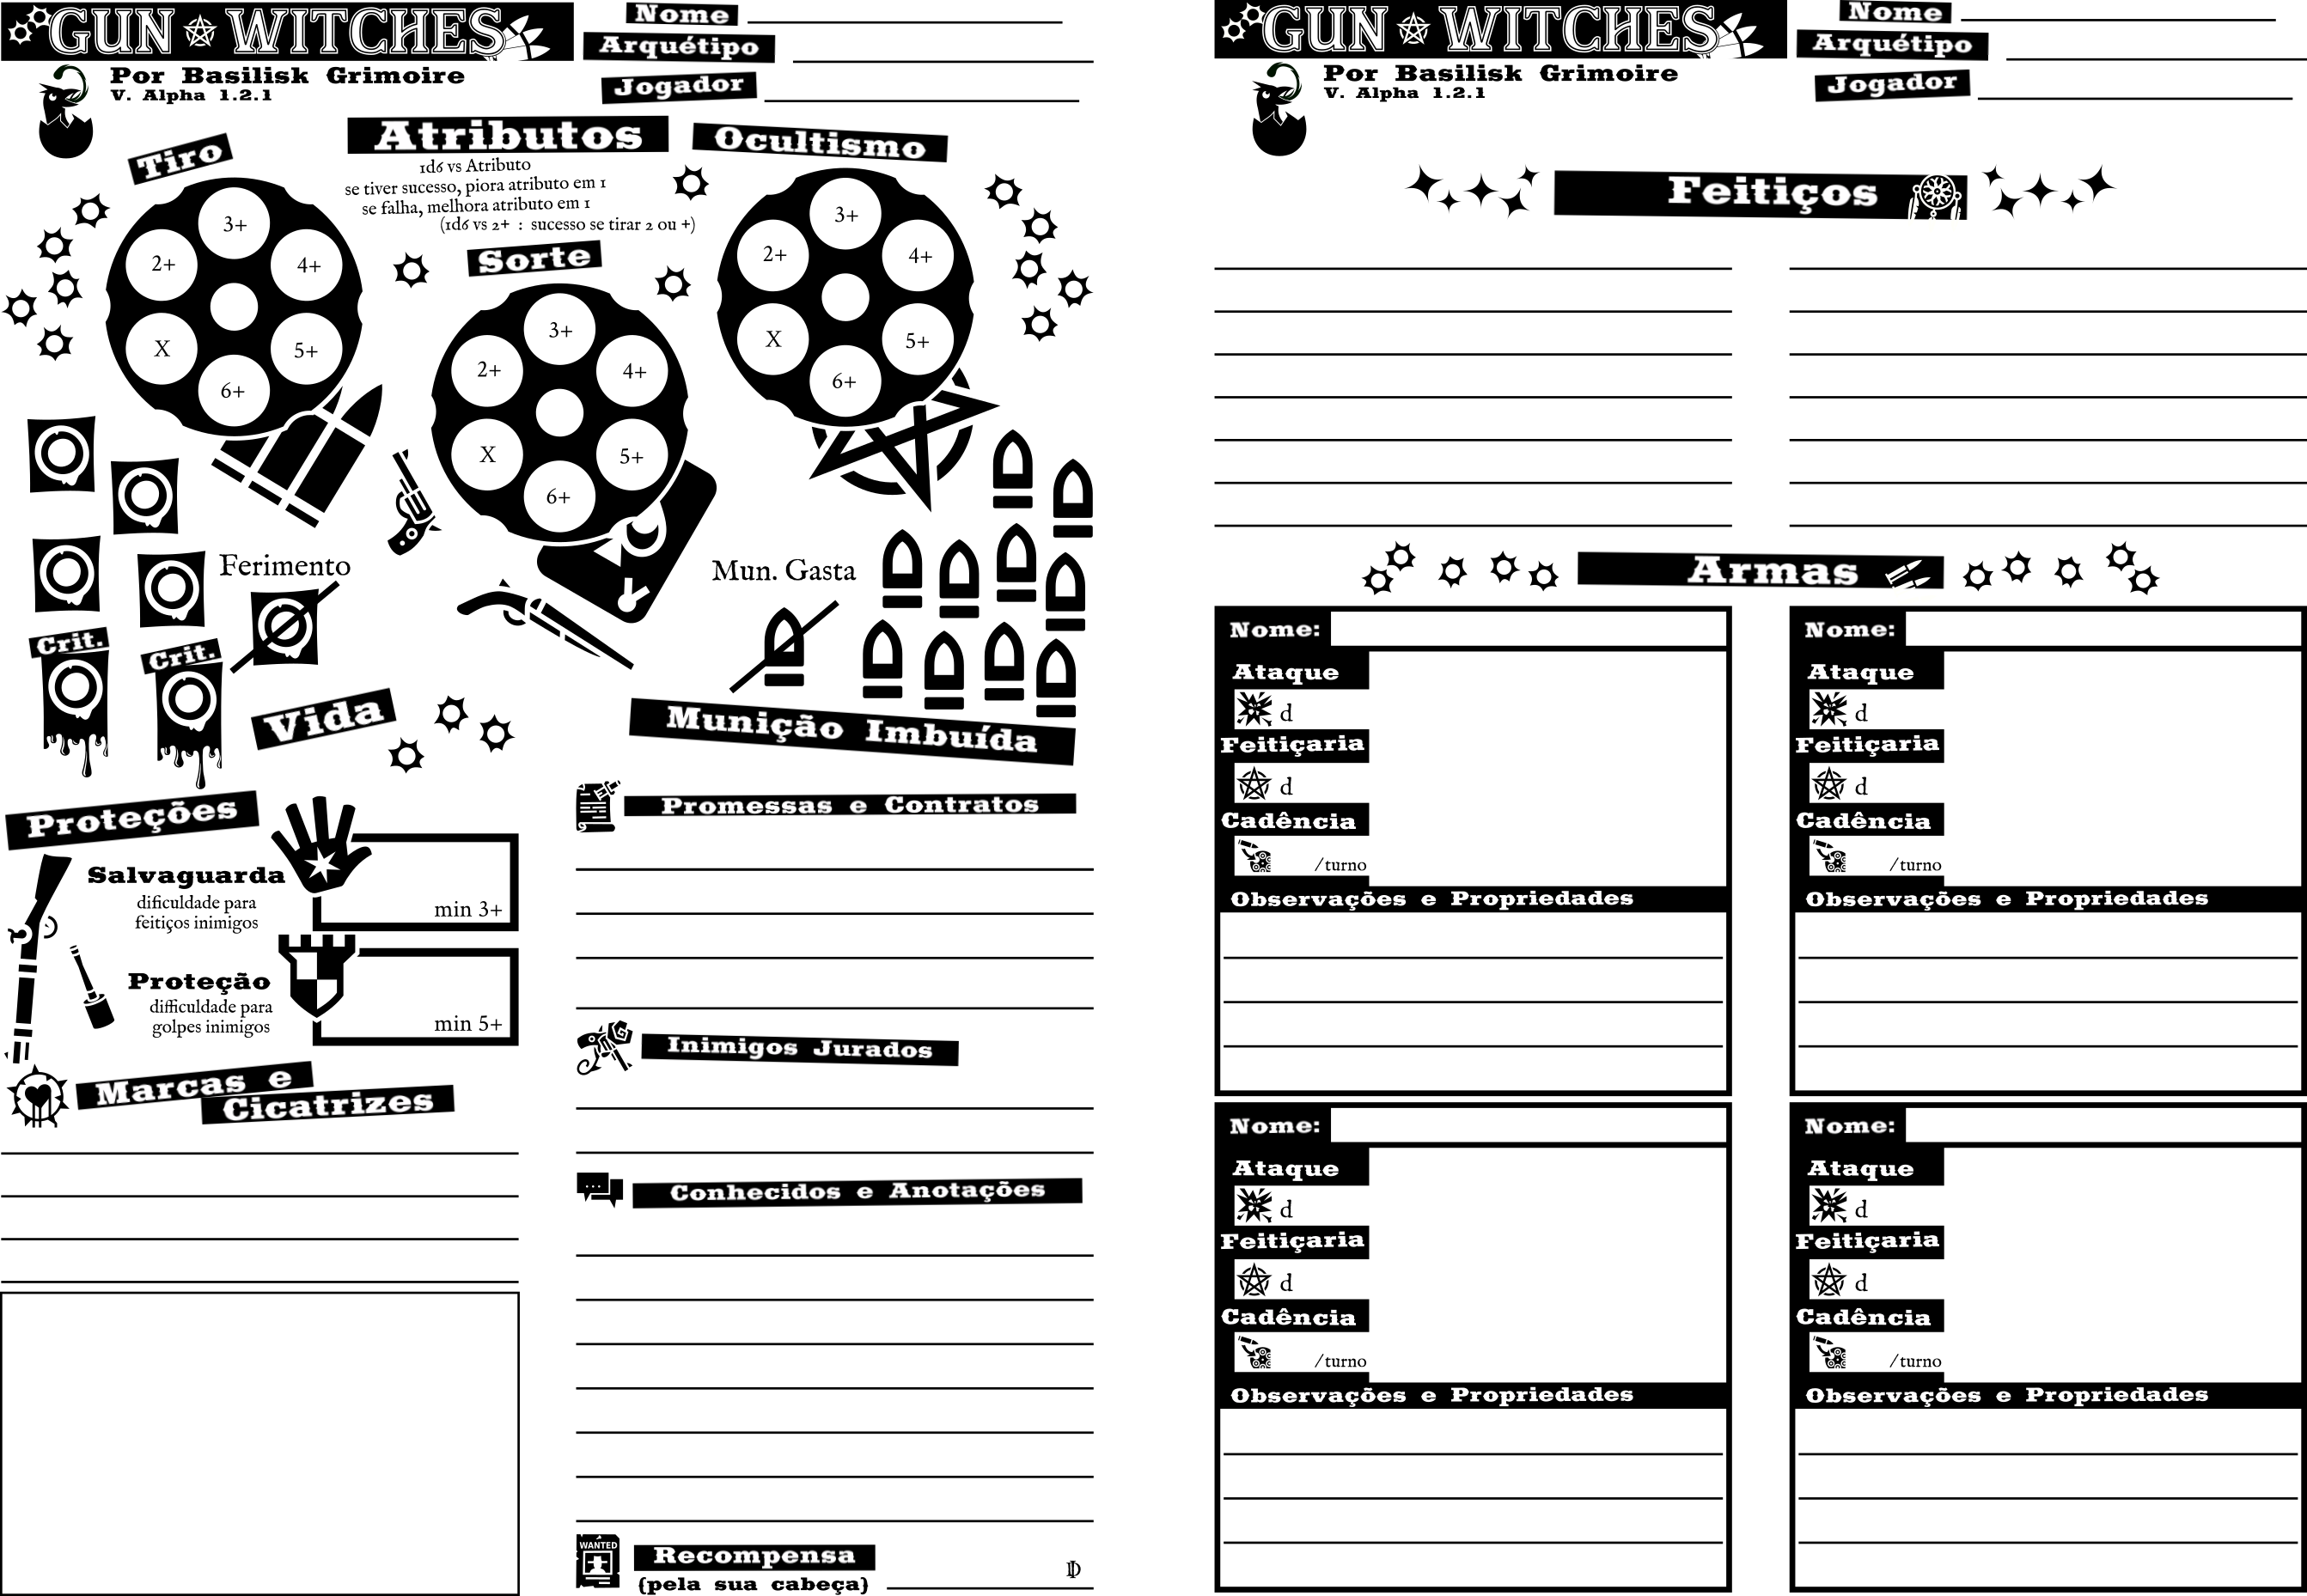 GUN WITCHES
Por Basilisk Grimoire
V. Alpha 1.2.1
Nome
Arquétipo
Jogador
Atributos
1d6 vs Atributo
se tiver sucesso, piora atributo em 1
se falha, melhora atributo em 1
(1d6 vs 2+ : sucesso se tirar 2 ou +)
Tiro
3+
2+
4+
X
5+
6+
Sorte
3+
2+
4+
X
5+
6+
Ocultismo
3+
2+
4+
X
5+
6+
Ferimento
Crit.
Crit.
Vida
Mun. Gasta
Munição Imbuída
Proteções
Salvaguarda
dificuldade para
feitiços inimigos
min 3+
Proteção
difficuldade para
golpes inimigos
min 5+
Marcas e
Cicatrizes
Promessas e Contratos
Inimigos Jurados
Conhecidos e Anotações
WANTED
Recompensa
(pela sua cabeça)
GUN WITCHES
Por Basilisk Grimoire
V. Alpha 1.2.1
Nome
Arquétipo
Jogador
Feitiços
Armas
Nome:
Ataque
d
Feitiçaria
d
Cadência
/turno
Observações e Propriedades
Nome:
Ataque
d
Feitiçaria
d
Cadência
/turno
Observações e Propriedades
Nome:
Ataque
d
Feitiçaria
d
Cadência
/turno
Observações e Propriedades
Nome:
Ataque
d
Feitiçaria
d
Cadência
/turno
Observações e Propriedades